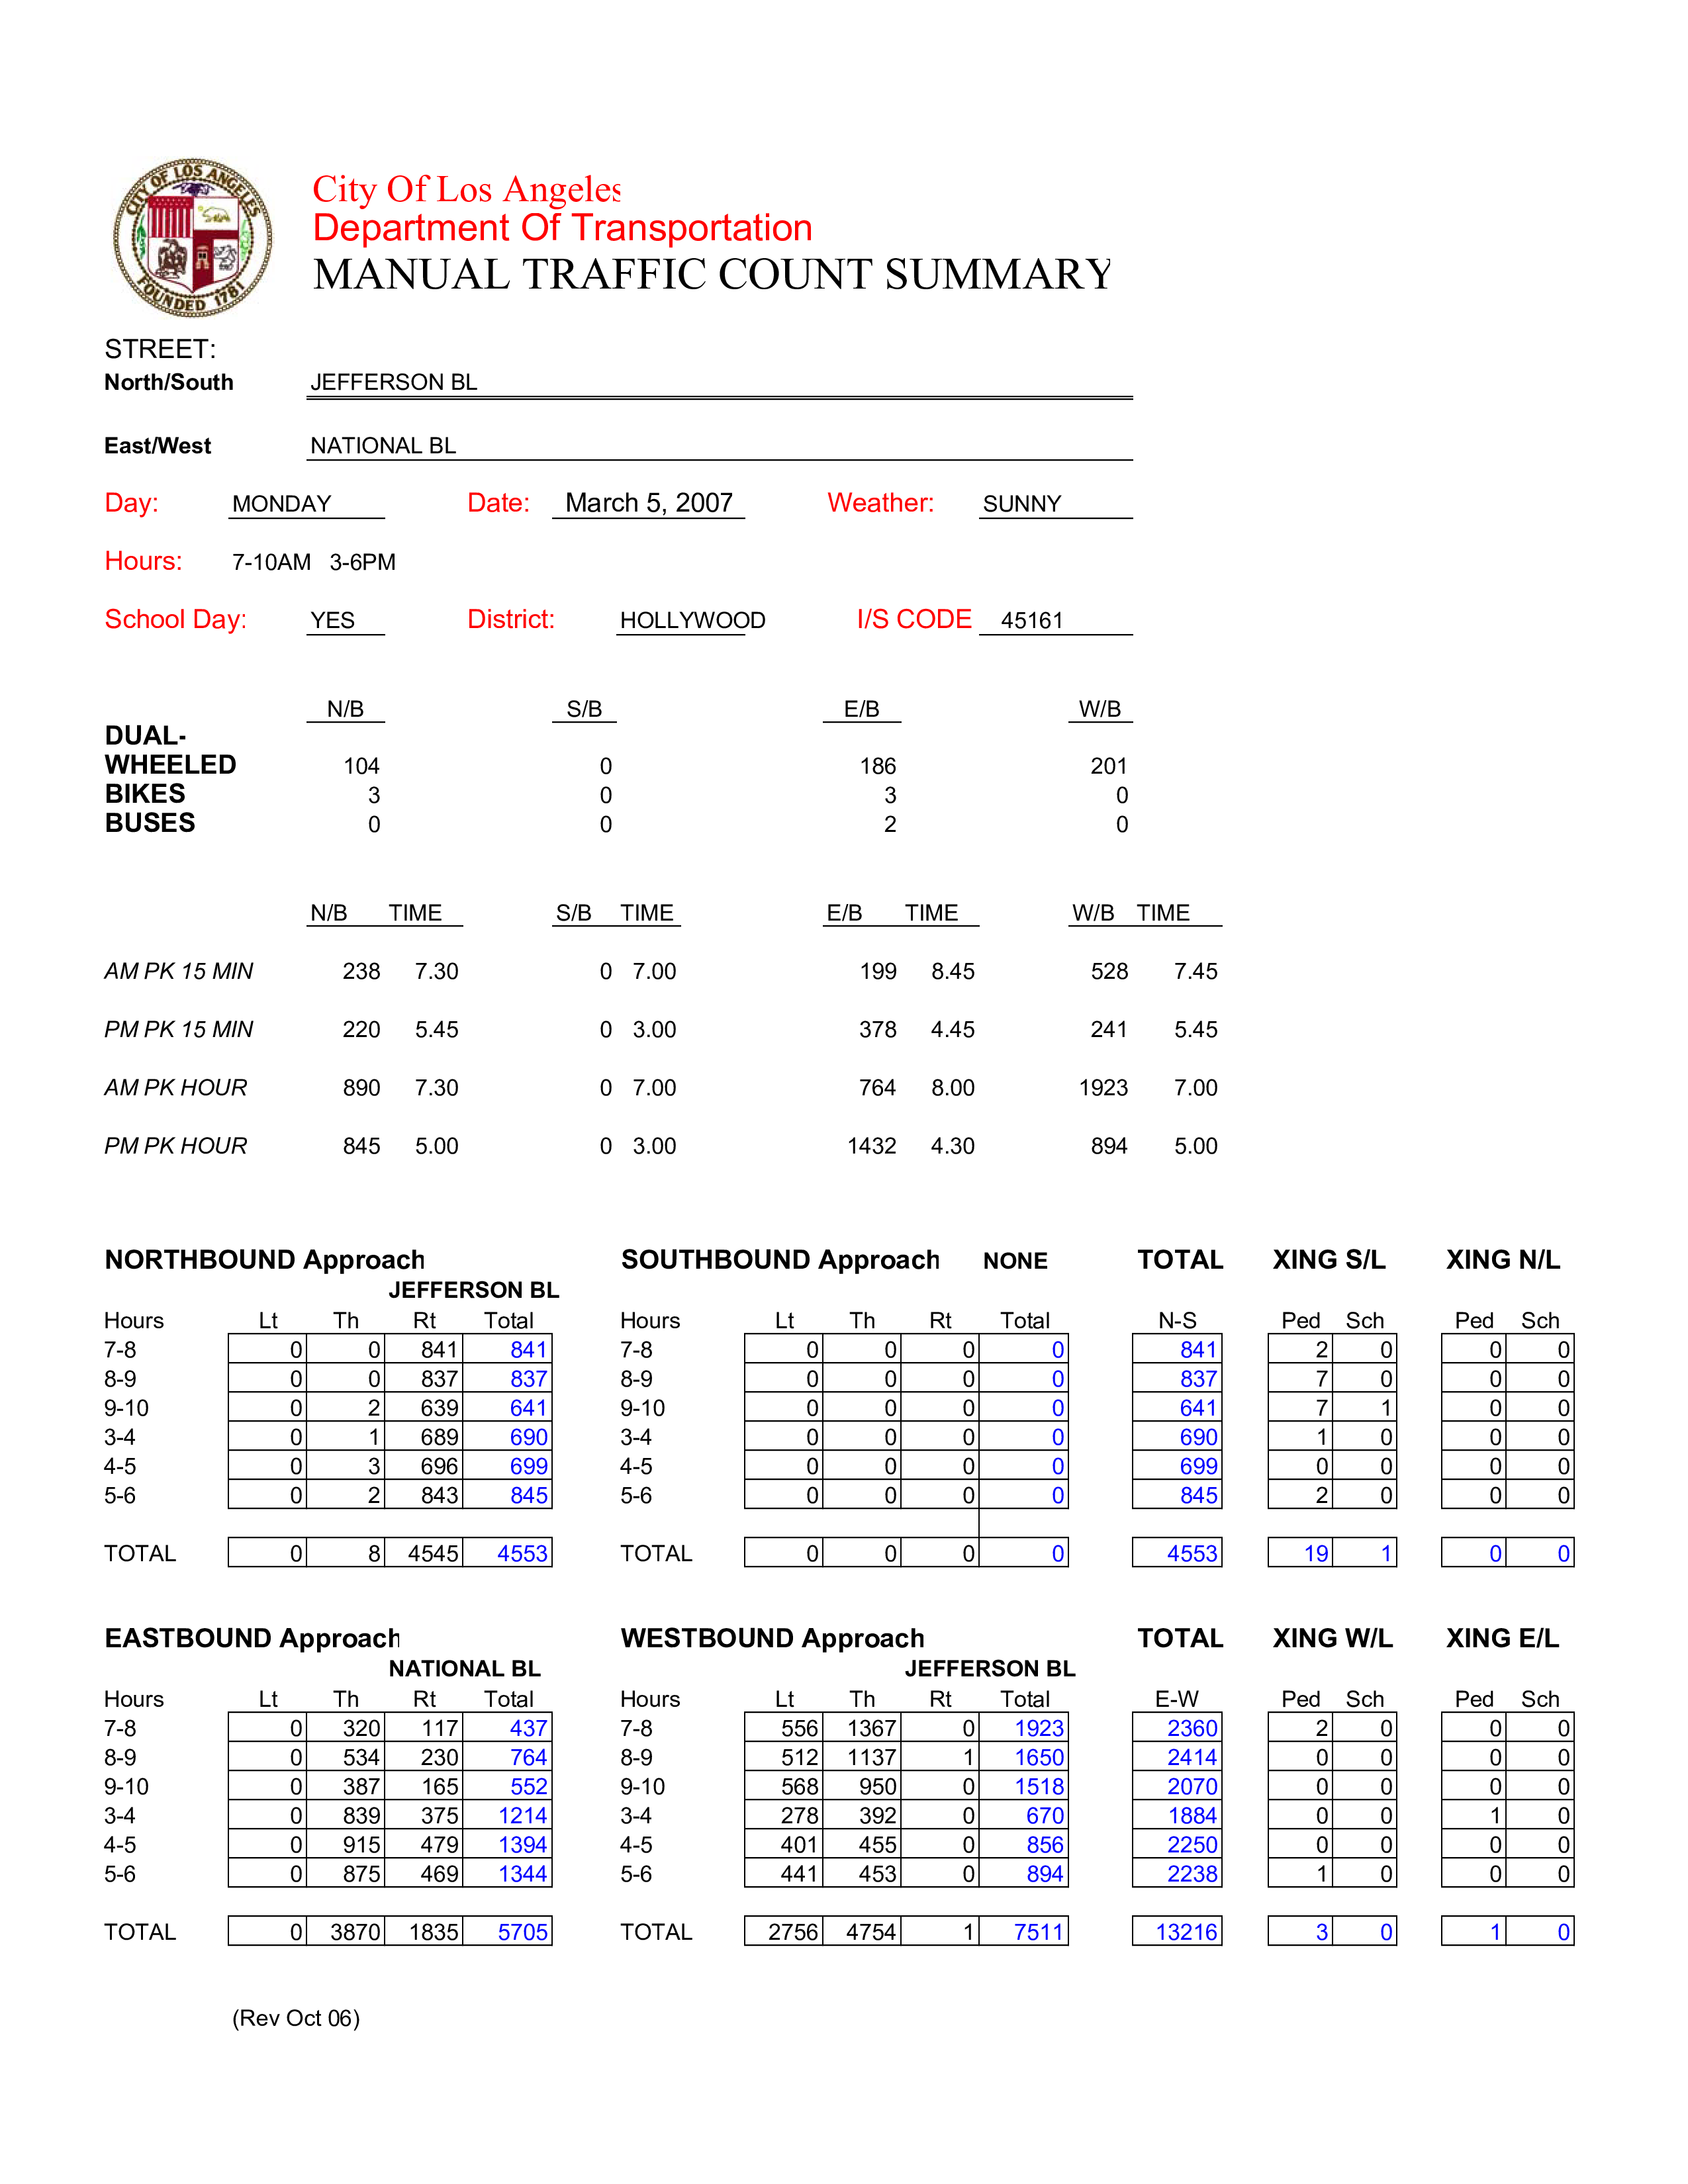 CITY OF LOS ANGELES
FOUNDED 1781
City Of Los Angeles
Department Of Transportation
MANUAL TRAFFIC COUNT SUMMARY
STREET:
North/South JEFFERSON BL
East/West NATIONAL BL
Day: MONDAY Date: March 5, 2007 Weather: SUNNY
Hours: 7-10AM 3-6PM
School Day: YES District: HOLLYWOOD I/S CODE 45161
N/B S/B E/B W/B
DUAL-
WHEELED 104 0 186 201
BIKES 3 0 3 0
BUSES 0 0 2 0
N/B TIME S/B TIME E/B TIME W/B TIME
AM PK 15 MIN 238 7.30 0 7.00 199 8.45 528 7.45
PM PK 15 MIN 220 5.45 0 3.00 378 4.45 241 5.45
AM PK HOUR 890 7.30 0 7.00 764 8.00 1923 7.00
PM PK HOUR 845 5.00 0 3.00 1432 4.30 894 5.00
NORTHBOUND Approach SOUTHBOUND Approach NONE TOTAL XING S/L XING N/L
JEFFERSON BL
Hours Lt Th Rt Total Hours Lt Th Rt Total N-S Ped Sch Ped Sch
7-8 0 0 841 841 7-8 0 0 0 0 841 2 0 0 0
8-9 0 0 837 837 8-9 0 0 0 0 837 7 0 0 0
9-10 0 2 639 641 9-10 0 0 0 0 641 7 1 0 0
3-4 0 1 689 690 3-4 0 0 0 0 690 1 0 0 0
4-5 0 3 696 699 4-5 0 0 0 0 699 0 0 0 0
5-6 0 2 843 845 5-6 0 0 0 0 845 2 0 0 0
TOTAL 0 8 4545 4553 TOTAL 0 0 0 0 4553 19 1 0 0
EASTBOUND Approach WESTBOUND Approach TOTAL XING W/L XING E/L
NATIONAL BL JEFFERSON BL
Hours Lt Th Rt Total Hours Lt Th Rt Total E-W Ped Sch Ped Sch
7-8 0 320 117 437 7-8 556 1367 0 1923 2360 2 0 0 0
8-9 0 534 230 764 8-9 512 1137 1 1650 2414 0 0 0 0
9-10 0 387 165 552 9-10 568 950 0 1518 2070 0 0 0 0
3-4 0 839 375 1214 3-4 278 392 0 670 1884 0 0 1 0
4-5 0 915 479 1394 4-5 401 455 0 856 2250 0 0 0 0
5-6 0 875 469 1344 5-6 441 453 0 894 2238 1 0 0 0
TOTAL 0 3870 1835 5705 TOTAL 2756 4754 1 7511 13216 3 0 1 0
(Rev Oct 06)